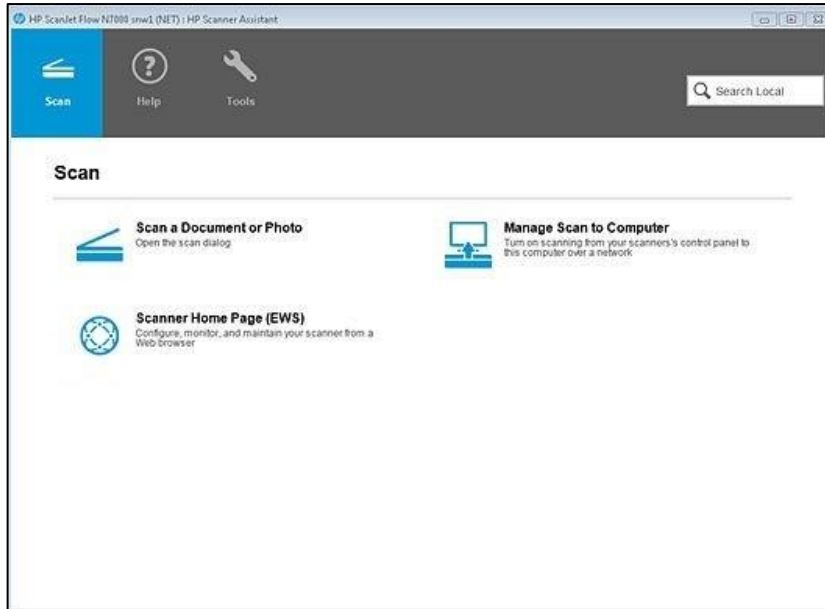 HP ScanJet Flow N7000 snw1 (NET) : HP Scanner Assistant
Scan
Help
Tools
Search Local
Scan
Scan a Document or Photo
Open the scan dialog
Manage Scan to Computer
Turn on scanning from your scanners's control panel to
this computer over a network
Scanner Home Page (EWS)
Configure, monitor, and maintain your scanner from a
Web browser